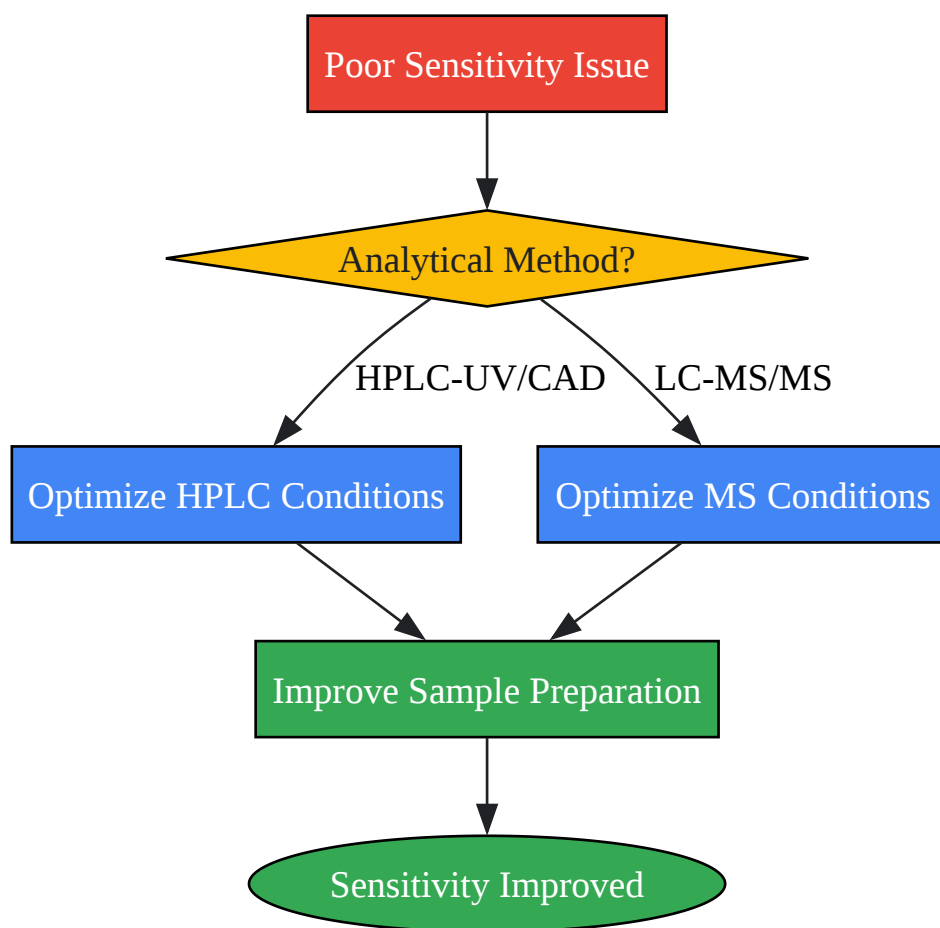 Poor Sensitivity Issue
Analytical Method?
HPLC-UV/CAD
LC-MS/MS
Optimize HPLC Conditions
Optimize MS Conditions
Improve Sample Preparation
Sensitivity Improved